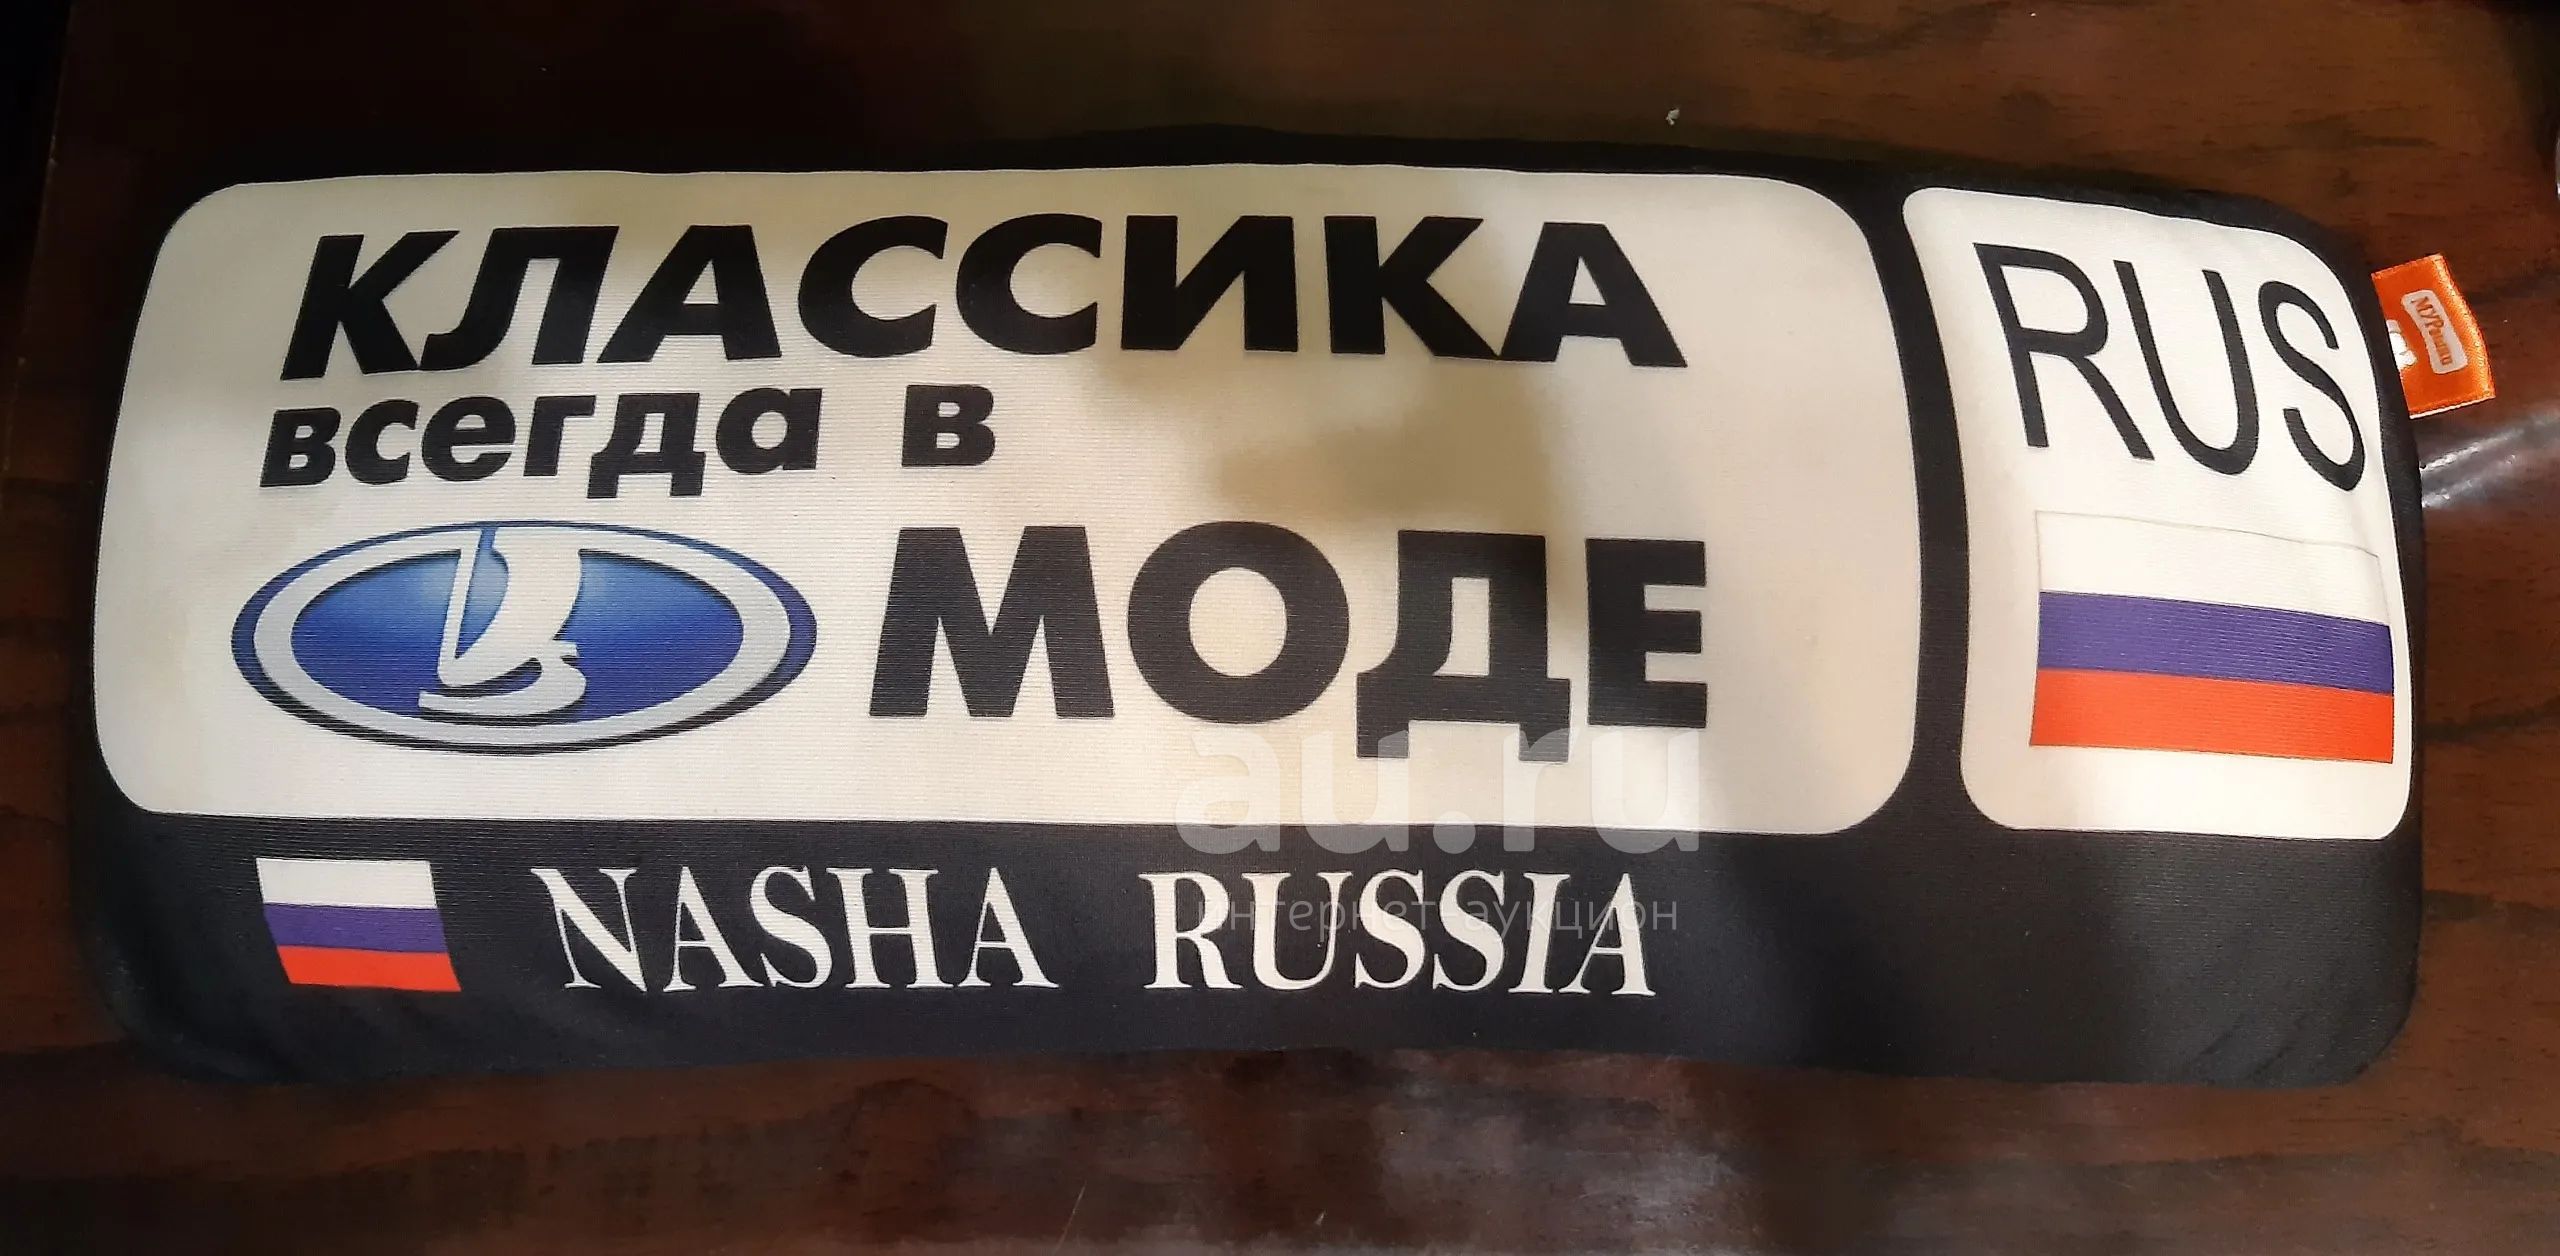 КЛАССИКА
всегда в
МОДЕ
RUS
NASHA RUSSIA
au.ru
интернет-аукцион